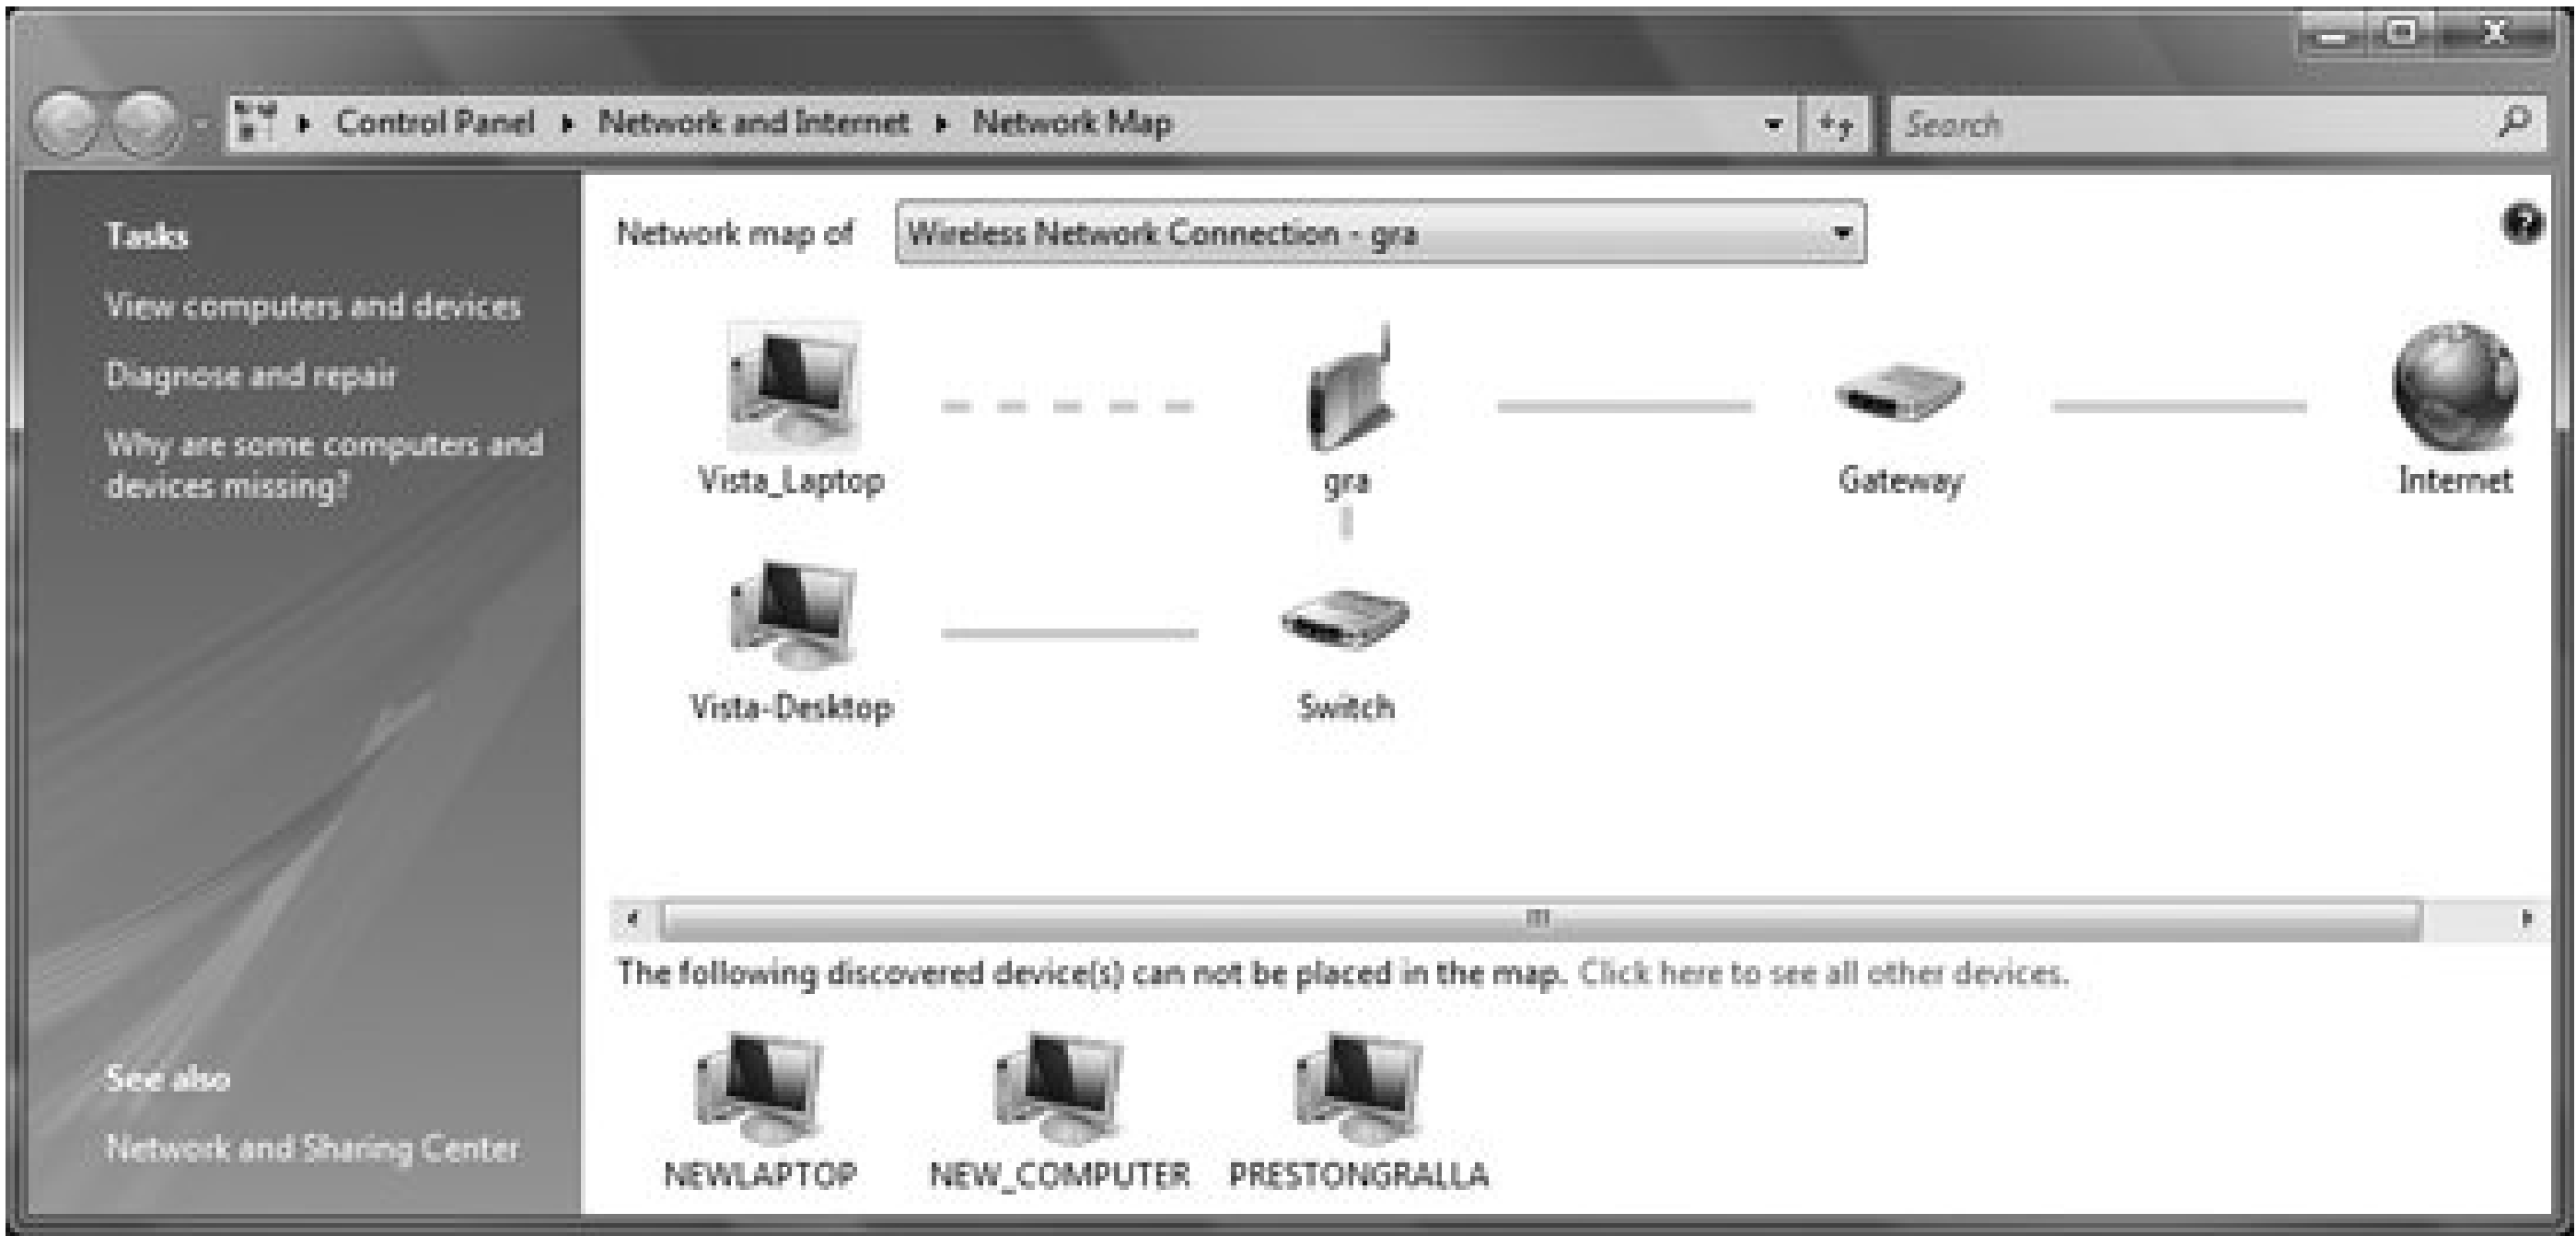 Control Panel Network and Internet Network Map
Search
Tasks
View computers and devices
Diagnose and repair
Why are some computers and
devices missing?
See also
Network and Sharing Center
Network map of Wireless Network Connection - gra
Vista_Laptop
gra
Gateway
Internet
Vista-Desktop
Switch
The following discovered device(s) can not be placed in the map. Click here to see all other devices.
NEWLAPTOP
NEW_COMPUTER
PRESTONGRALLA